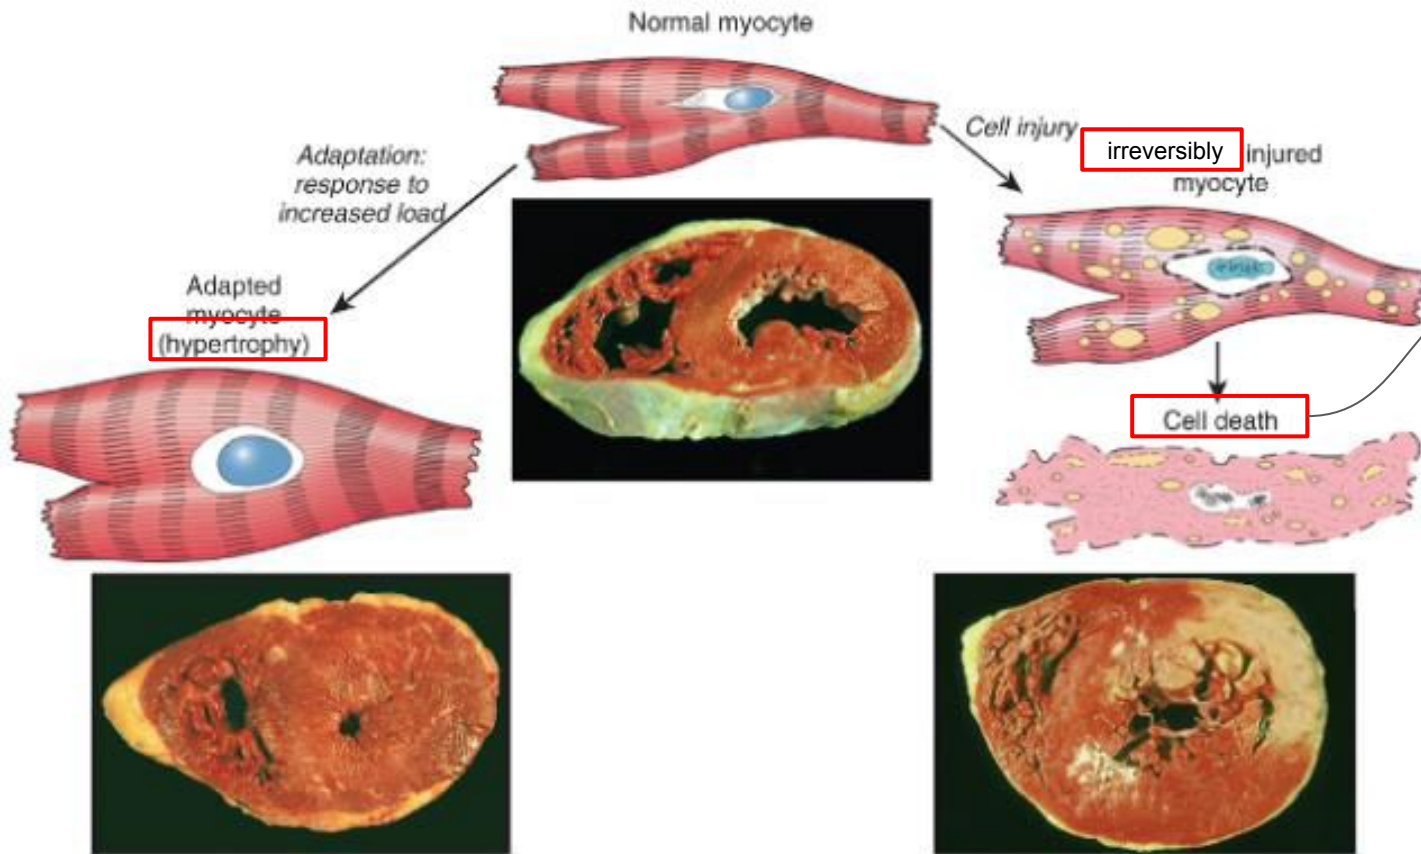 Normal myocyte
Adaptation:
response to
increased load
Cell injury
irreversibly injured
myocyte
Adapted
myocyte
(hypertrophy)
Cell death